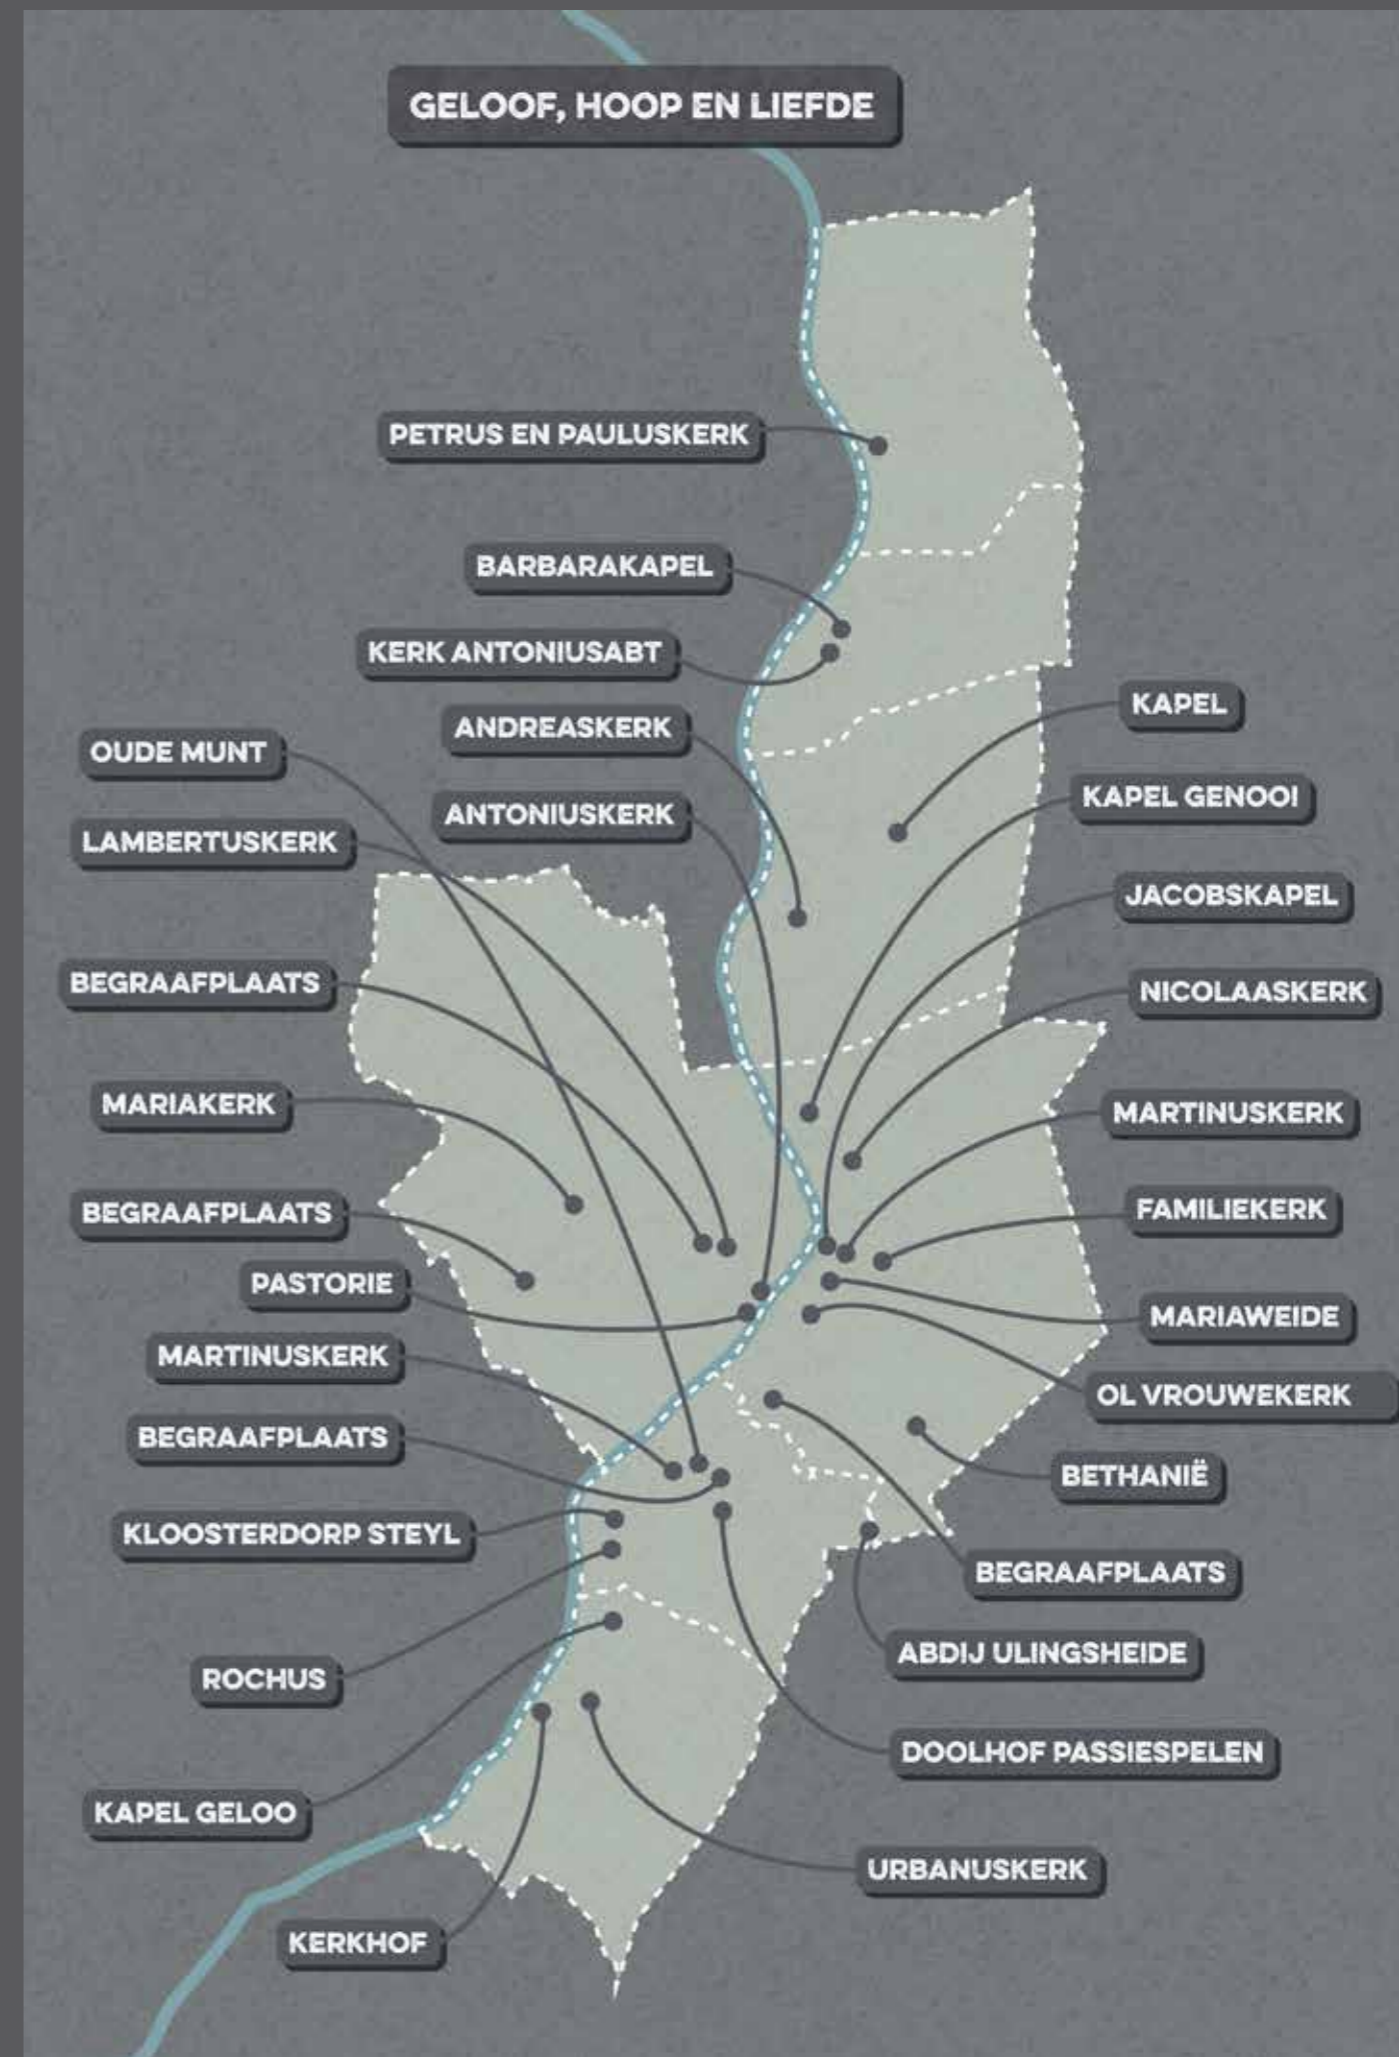 GELOOF, HOOP EN LIEFDE
PETRUS EN PAULUSKERK
BARBARAKAPEL
KERK ANTONIUSABT
KAPEL
ANDREASKERK
OUDE MUNT
KAPEL GENOOI
ANTONIUSKERK
LAMBERTUSKERK
JACOBSKAPEL
BEGRAAFPLAATS
NICOLAASKERK
MARIAKERK
MARTINUSKERK
BEGRAAFPLAATS
FAMILIEKERK
PASTORIE
MARIAWEIDE
MARTINUSKERK
OL VROUWEKERK
BEGRAAFPLAATS
BETHANIË
KLOOSTERDORP STEYL
BEGRAAFPLAATS
ABDIJ ULINGSHEIDE
ROCHUS
DOOLHOF PASSIESPELEN
KAPEL GELOO
URBANUSKERK
KERKHOF